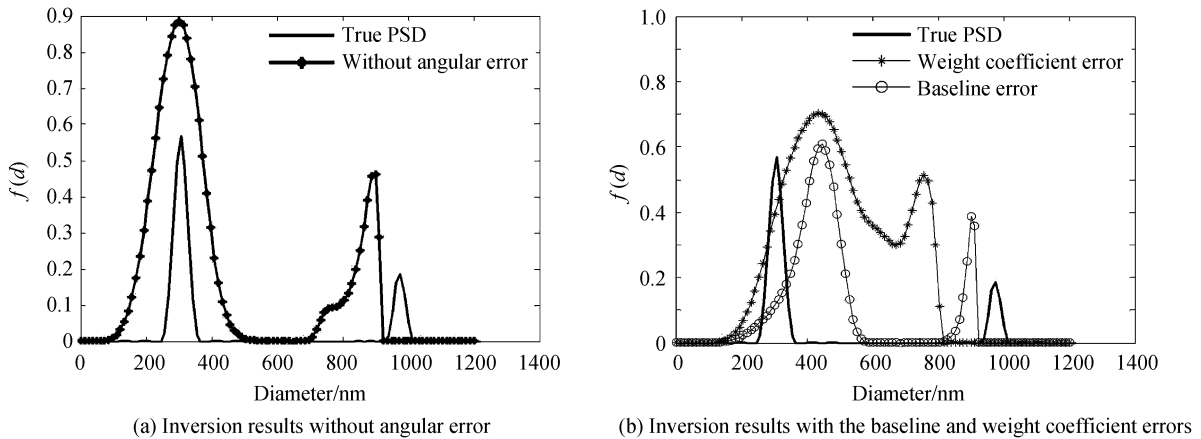 0.9
0.8
0.7
0.6
0.5
0.4
0.3
0.2
0.1
0
f(d)
True PSD
Without angular error
0 200 400 600 800 1000 1200 1400
Diameter/nm
(a) Inversion results without angular error
1.0
0.8
0.6
0.4
0.2
0
f(d)
True PSD
Weight coefficient error
Baseline error
0 200 400 600 800 1000 1200 1400
Diameter/nm
(b) Inversion results with the baseline and weight coefficient errors